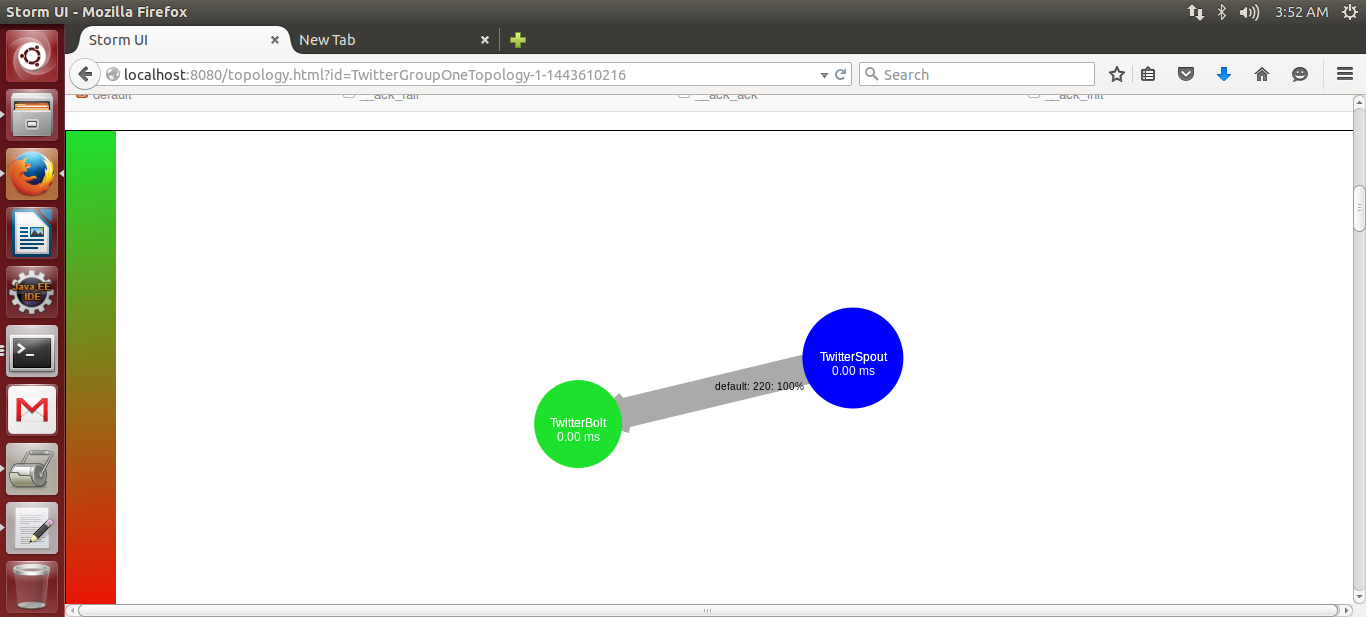 Storm UI - Mozilla Firefox
3:52 AM
Storm UI
New Tab
localhost:8080/topology.html?id=TwitterGroupOneTopology-1-1443610216
Search
default
__ack_fail
__ack_ack
__ack_init
TwitterSpout
0.00 ms
default: 220: 100%
TwitterBolt
0.00 ms
Java EE
IDE